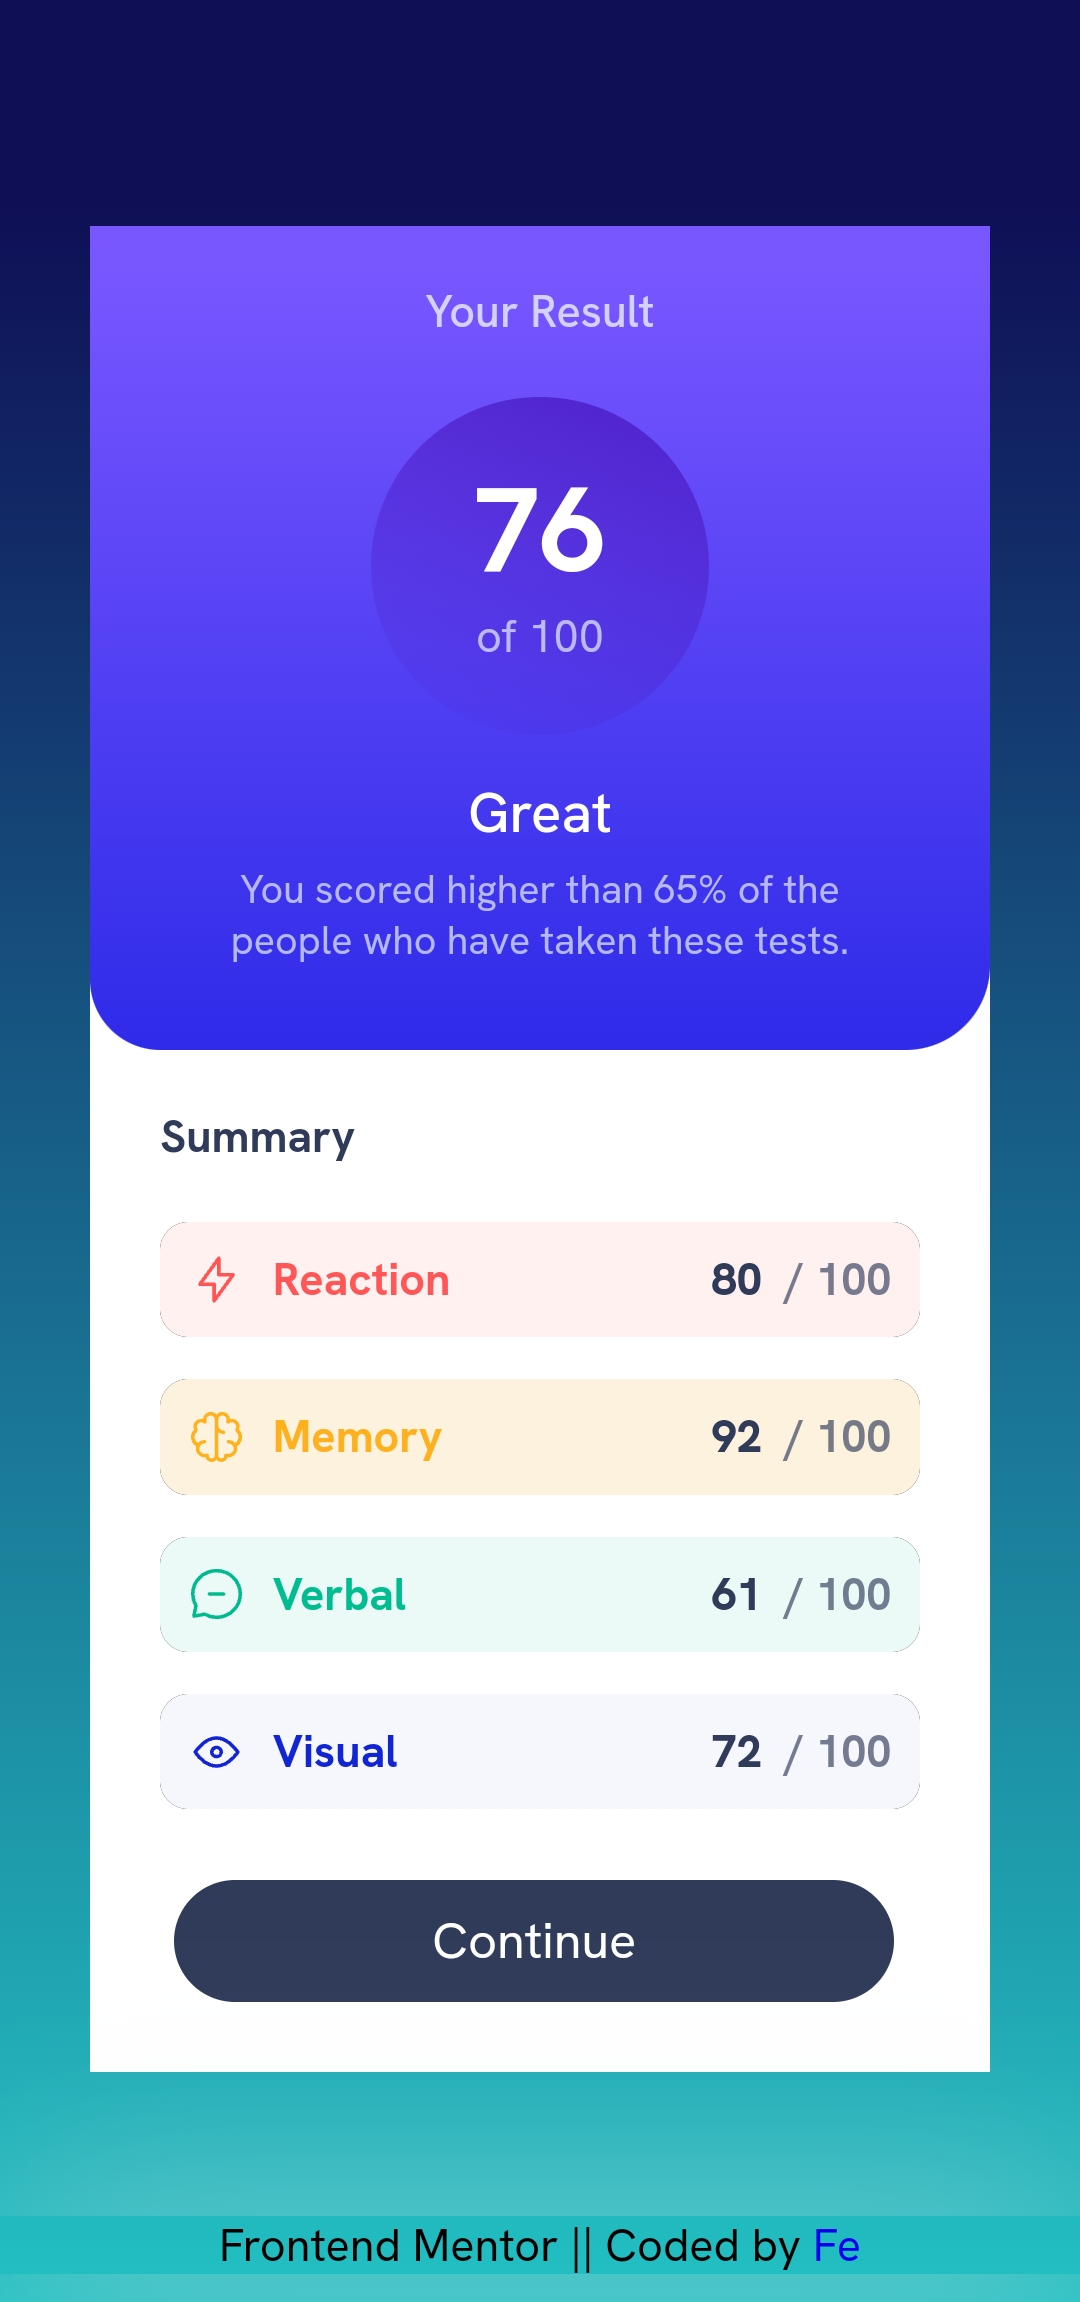 Your Result
76
of 100
Great
You scored higher than 65% of the
people who have taken these tests.
Summary
Reaction 80 / 100
Memory 92 / 100
Verbal 61 / 100
Visual 72 / 100
Continue
Frontend Mentor || Coded by Fe